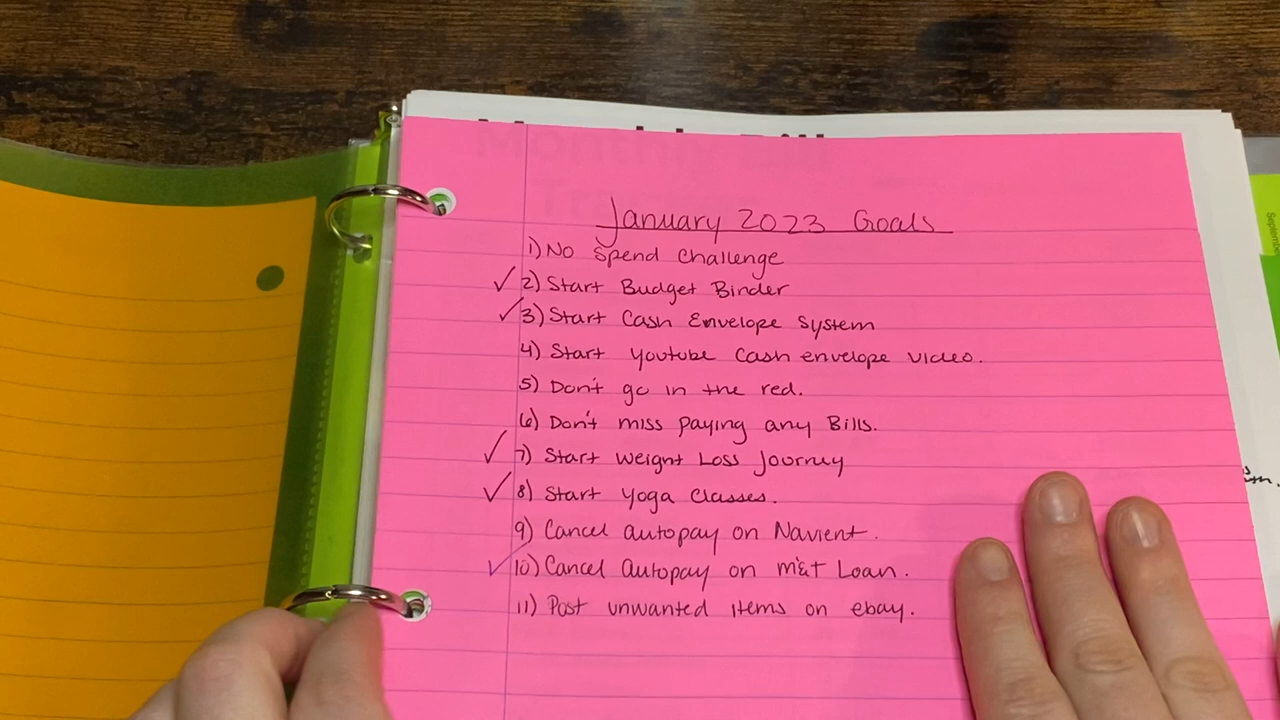 Monthly Bill
January 2023 Goals
1) No Spend Challenge
✓ 2) Start Budget Binder
✓ 3) Start Cash Envelope System
4) Start youtube Cash envelope video.
5) Don't go in the red.
6) Don't miss paying any Bills.
✓ 7) Start Weight Loss Journey
✓ 8) Start Yoga Classes.
9) Cancel autopay on Navient.
✓ 10) Cancel Autopay on m&t Loan.
11) Post unwanted items on ebay.